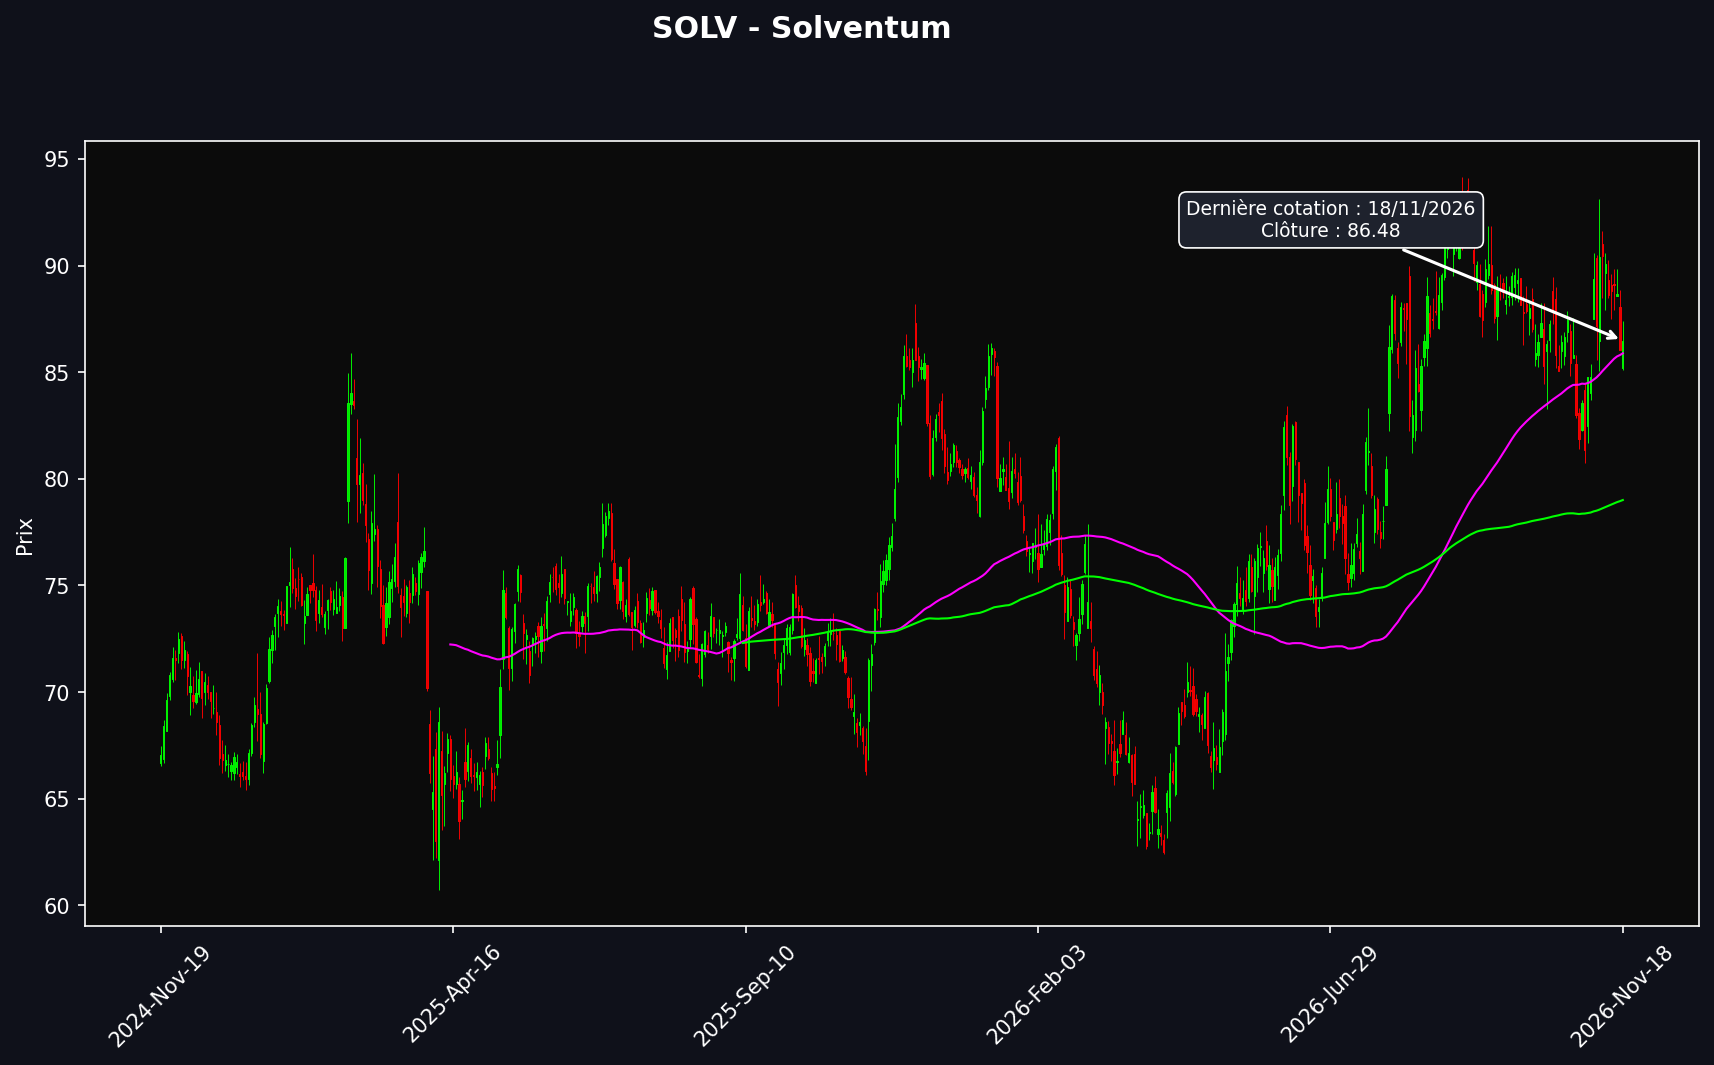 SOLV - Solventum
Dernière cotation : 18/11/2026
Clôture : 86.48
Prix
95
90
85
80
75
70
65
60
2024-Nov-19
2025-Apr-16
2025-Sep-10
2026-Feb-03
2026-Jun-29
2026-Nov-18